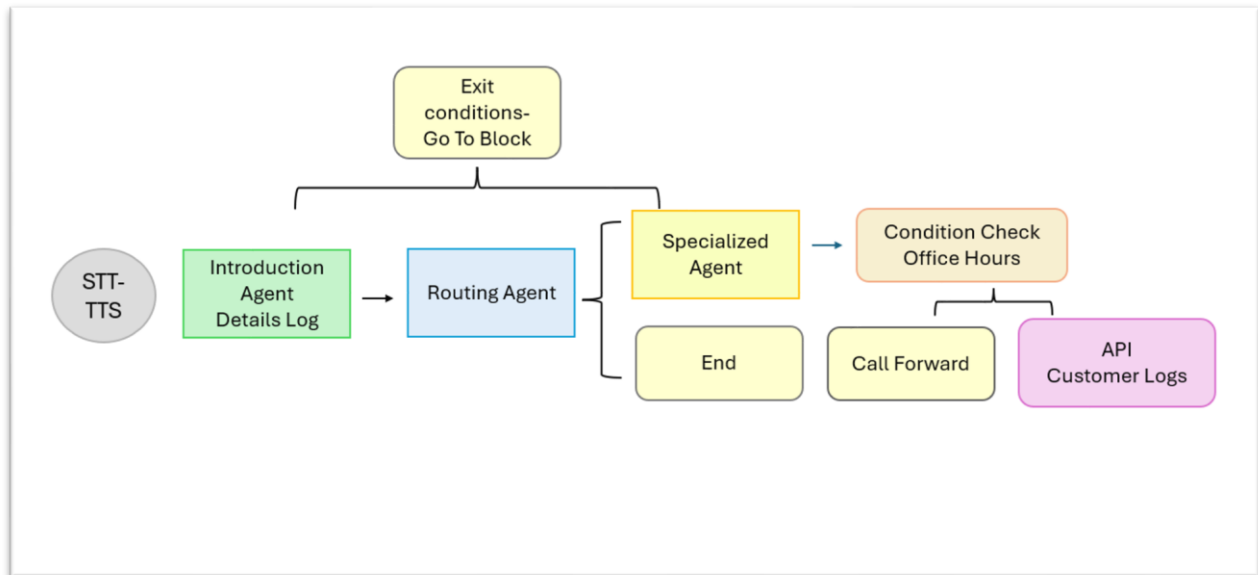 Exit
conditions-
Go To Block
STT-
TTS
Introduction
Agent
Details Log
Routing Agent
Specialized
Agent
End
Condition Check
Office Hours
Call Forward
API
Customer Logs